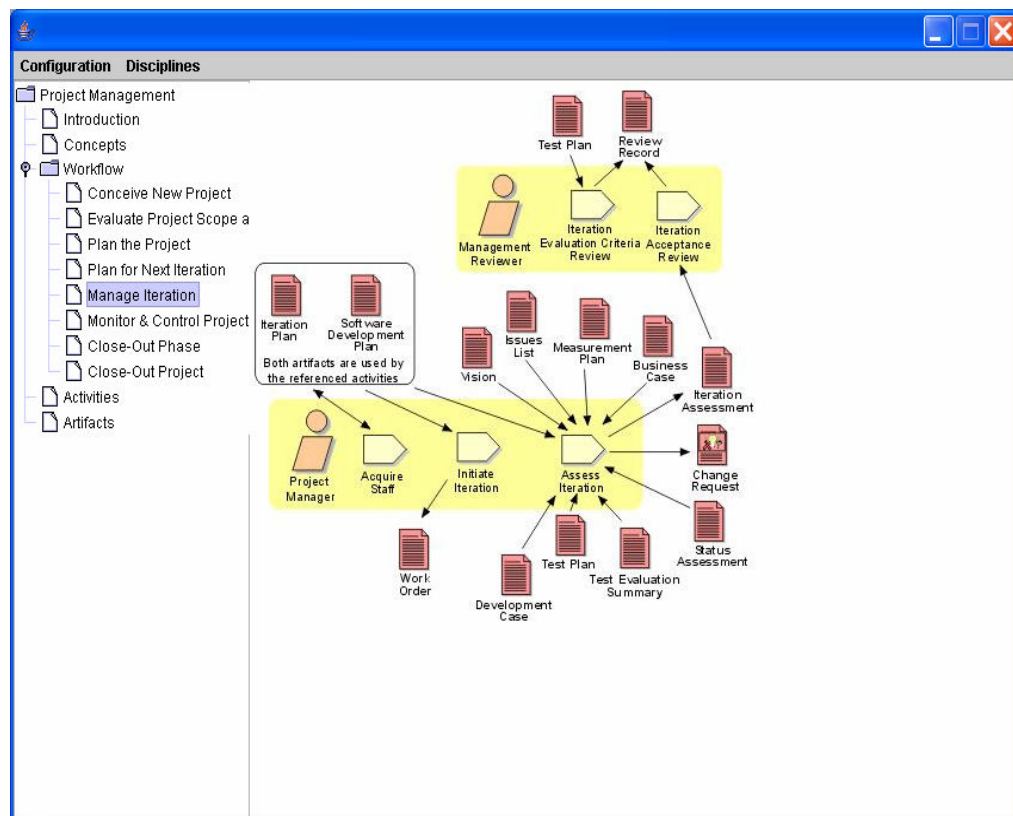 Configuration Disciplines
Project Management
Introduction
Concepts
Workflow
Conceive New Project
Evaluate Project Scope a
Plan the Project
Plan for Next Iteration
Manage Iteration
Monitor & Control Project
Close-Out Phase
Close-Out Project
Activities
Artifacts
Test Plan
Review
Record
Management
Reviewer
Iteration
Evaluation Criteria
Review
Iteration
Acceptance
Review
Iteration
Plan
Software
Development
Plan
Both artifacts are used by
the referenced activities
Vision
Issues
List
Measurement
Plan
Business
Case
Iteration
Assessment
Project
Manager
Acquire
Staff
Initiate
Iteration
Assess
Iteration
Change
Request
Work
Order
Development
Case
Test Plan
Test Evaluation
Summary
Status
Assessment